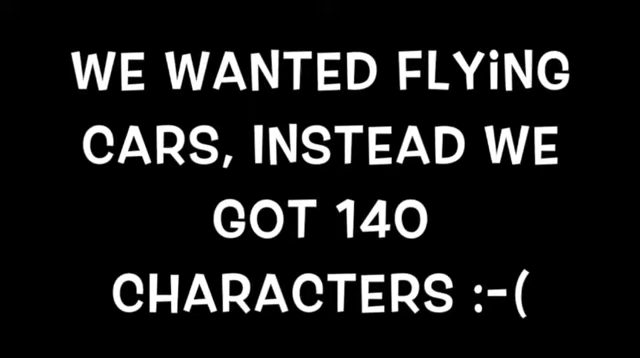 WE WANTED FLYiNG
CARS, INSTEAD WE
GOT 140
CHARACTERS :-(